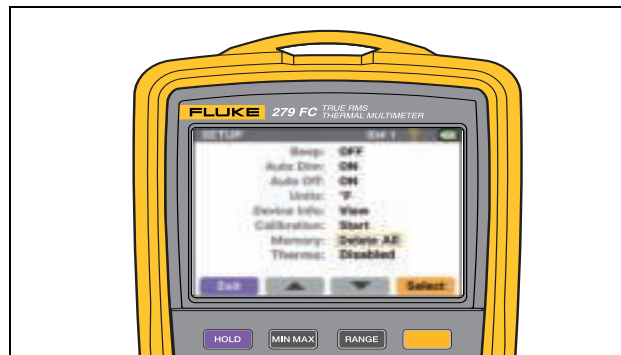 FLUKE 279 FC TRUE RMS
THERMAL MULTIMETER
SETUP
Beep: OFF
Auto Dim: ON
Auto Off: ON
Units: °F
Device Info: View
Calibration: Start
Memory: Delete All
Thermo: Disabled
Exit Select
HOLD MIN MAX RANGE